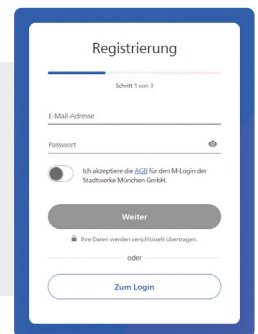 Registrierung
Schritt 1 von 3
E-Mail-Adresse
Passwort
Ich akzeptiere die AGB für den M-Login der
Stadtwerke München GmbH.
Weiter
Ihre Daten werden verschlüsselt übertragen.
oder
Zum Login